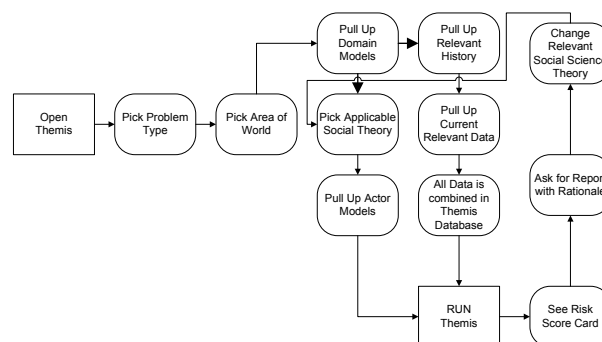 Open
Themis
Pick Problem
Type
Pick Area of
World
Pull Up
Domain
Models
Pull Up
Relevant
History
Pick Applicable
Social Theory
Pull Up
Current
Relevant Data
Pull Up Actor
Models
All Data is
combined in
Themis
Database
RUN
Themis
See Risk
Score Card
Ask for Report
with Rationale
Change
Relevant
Social Science
Theory